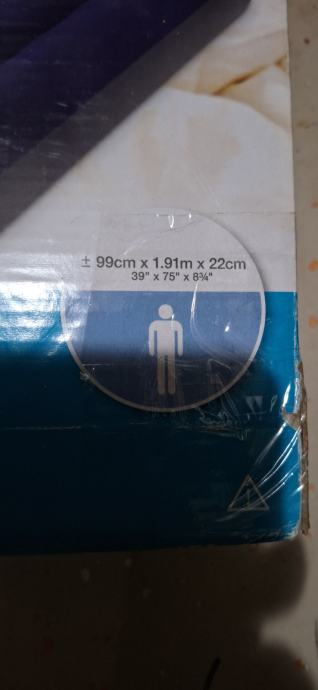 ± 99cm x 1.91m x 22cm
39" x 75" x 8¾"